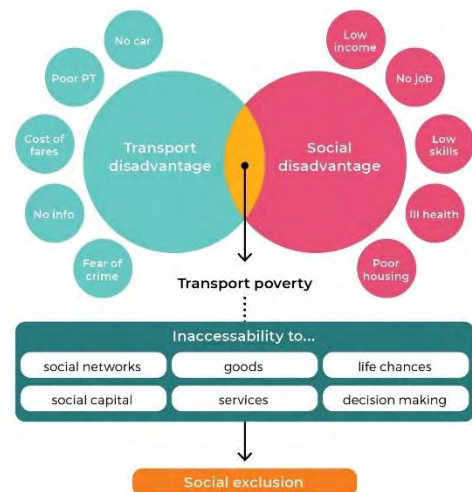 No car
Poor PT
Cost of
fares
No info
Fear of
crime
Transport
disadvantage
Social
disadvantage
Low
income
No job
Low
skills
Ill health
Poor
housing
Transport poverty
Inaccessability to...
social networks
goods
life chances
social capital
services
decision making
Social exclusion